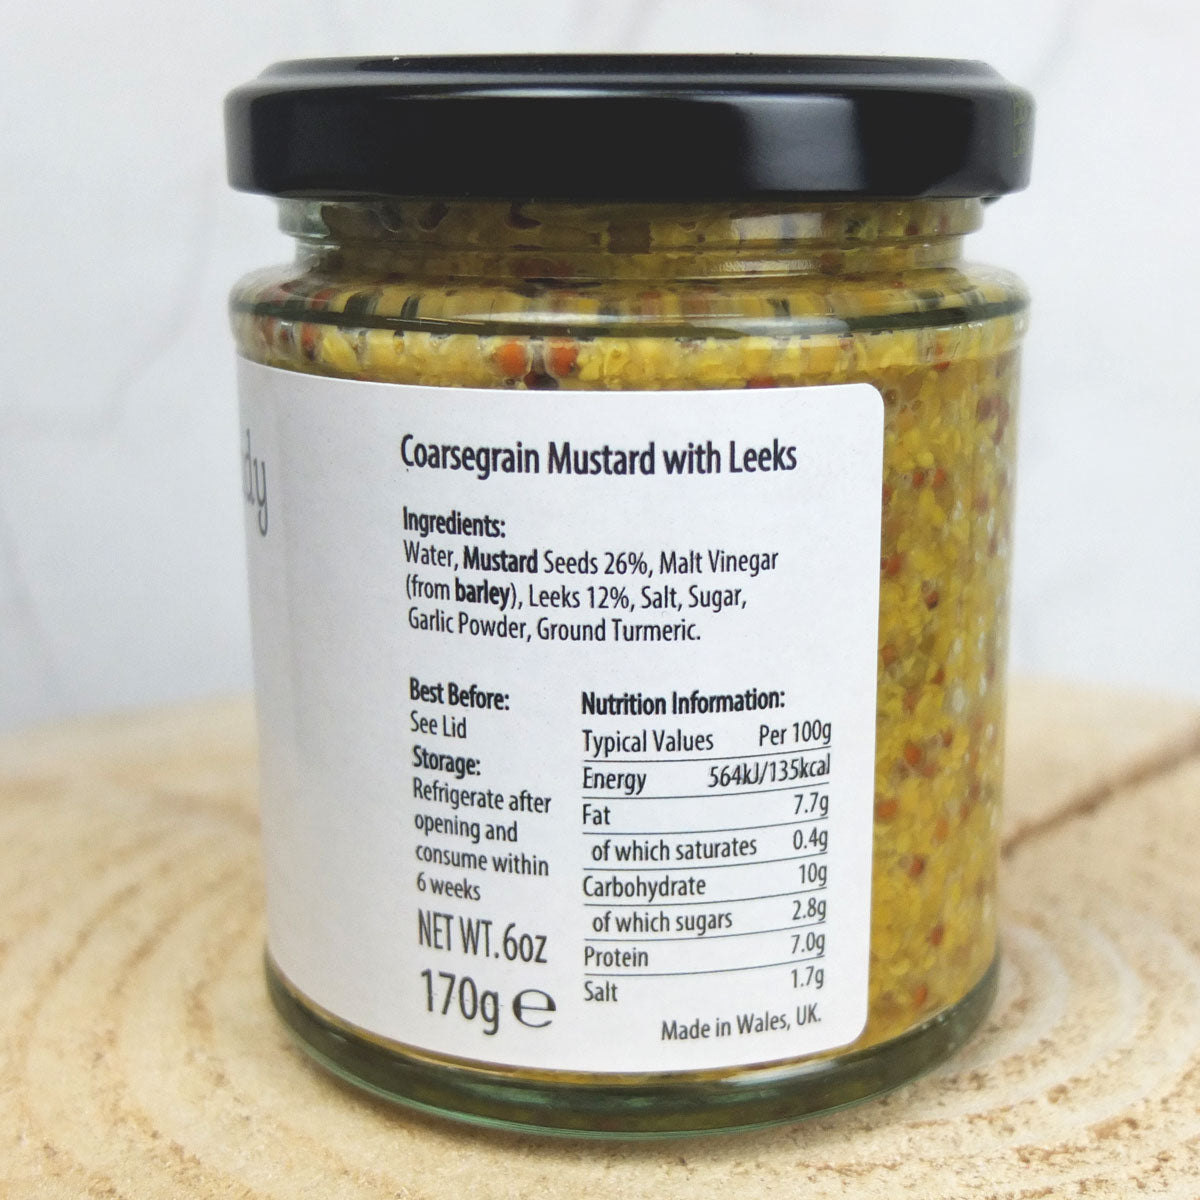 Coarsegrain Mustard with Leeks
Ingredients:
Water, Mustard Seeds 26%, Malt Vinegar
(from barley), Leeks 12%, Salt, Sugar,
Garlic Powder, Ground Turmeric.
Best Before:
See Lid
Storage:
Refrigerate after
opening and
consume within
6 weeks
NET WT. 6oz
170g ℮
Nutrition Information:
Typical Values Per 100g
Energy 564kJ/135kcal
Fat 7.7g
of which saturates 0.4g
Carbohydrate 10g
of which sugars 2.8g
Protein 7.0g
Salt 1.7g
Made in Wales, UK.